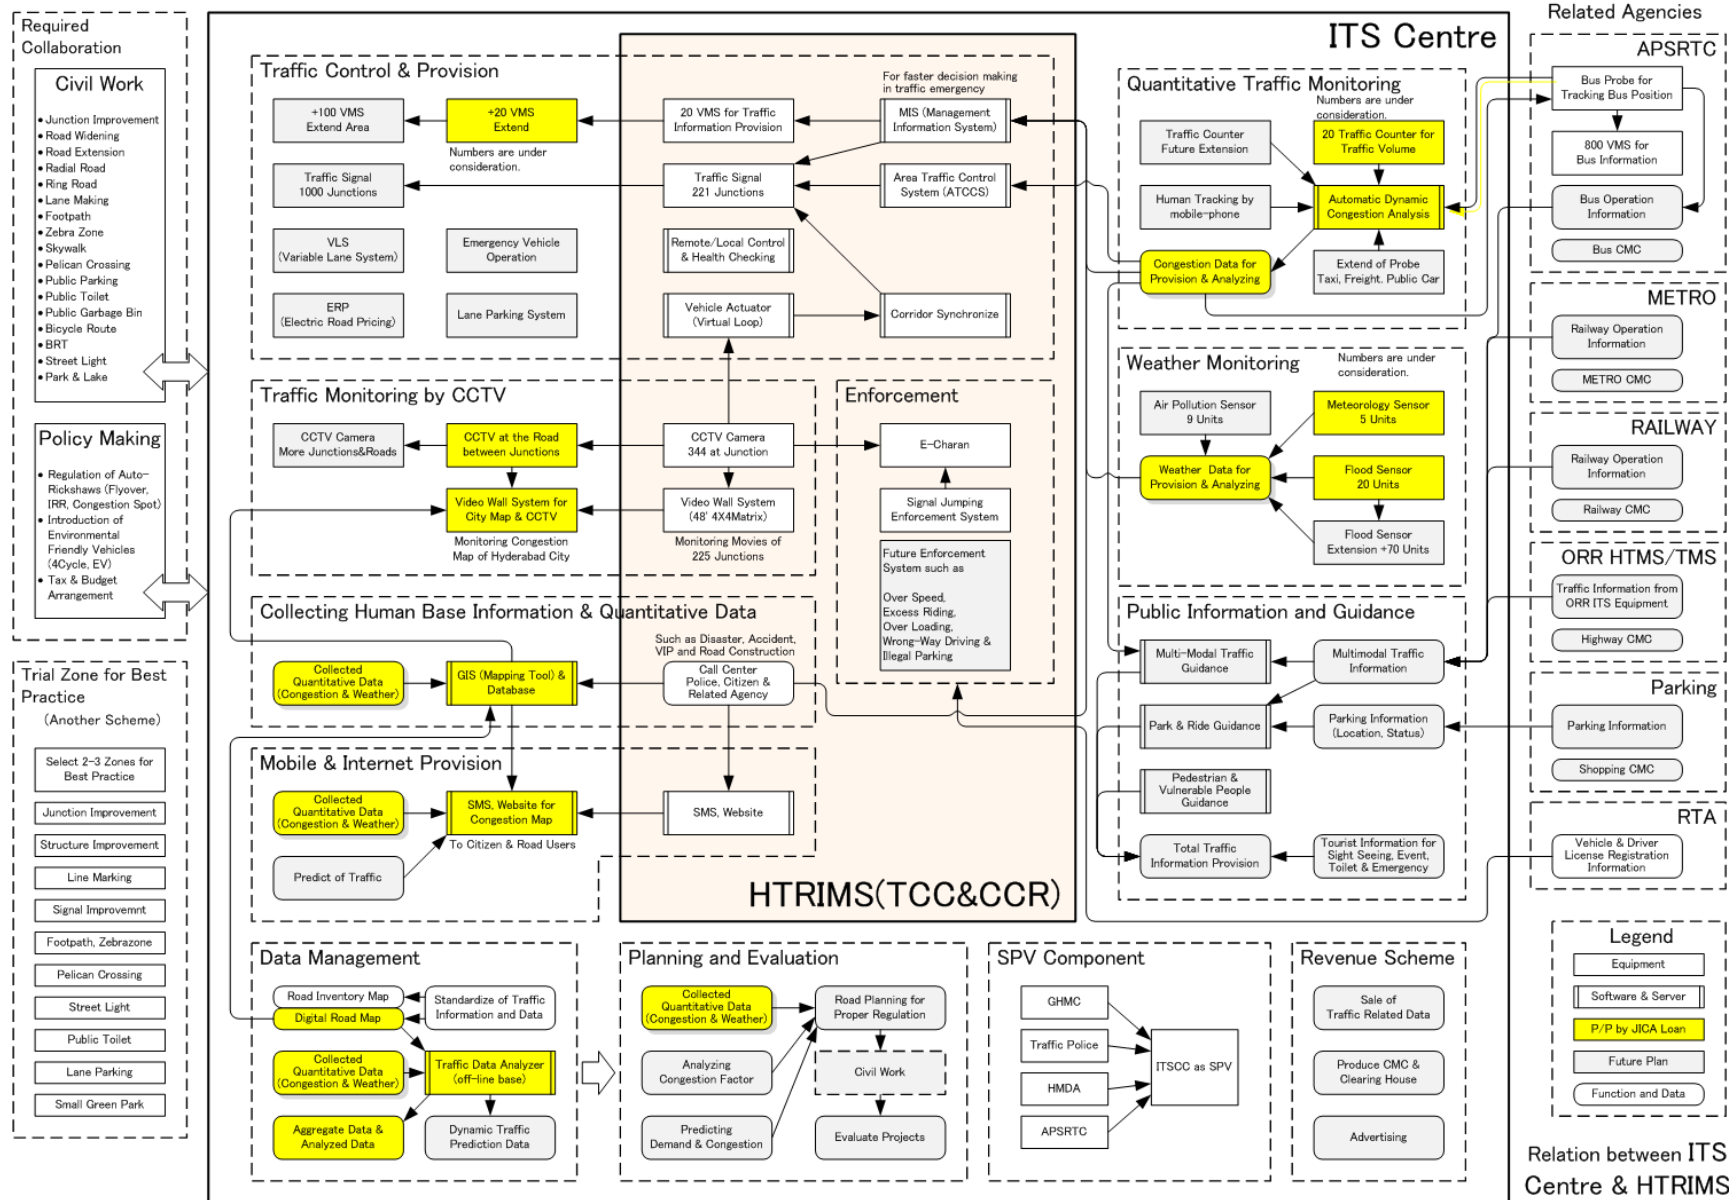 Required
Collaboration
Civil Work
• Junction Improvement
• Road Widening
• Road Extension
• Radial Road
• Ring Road
• Lane Making
• Footpath
• Zebra Zone
• Skywalk
• Pelican Crossing
• Public Parking
• Public Toilet
• Public Garbage Bin
• Bicycle Route
• BRT
• Street Light
• Park & Lake
Policy Making
• Regulation of Auto-
Rickshaws (Flyover,
IRR, Congestion Spot)
• Introduction of
Environmental
Friendly Vehicles
(4Cycle, EV)
• Tax & Budget
Arrangement
Trial Zone for Best
Practice
(Another Scheme)
Select 2-3 Zones for
Best Practice
Junction Improvement
Structure Improvement
Line Marking
Signal Improvemnt
Footpath, Zebrazone
Pelican Crossing
Street Light
Public Toilet
Lane Parking
Small Green Park
ITS Centre
Traffic Control & Provision
For faster decision making
in traffic emergency
+100 VMS
Extend Area
+20 VMS
Extend
20 VMS for Traffic
Information Provision
MIS (Management
Information System)
Numbers are under
consideration.
Traffic Signal
1000 Junctions
Traffic Signal
221 Junctions
Area Traffic Control
System (ATCCS)
VLS
(Variable Lane System)
Emergency Vehicle
Operation
Remote/Local Control
& Health Checking
ERP
(Electric Road Pricing)
Lane Parking System
Vehicle Actuator
(Virtual Loop)
Corridor Synchronize
Traffic Monitoring by CCTV
CCTV Camera
More Junctions&Roads
CCTV at the Road
between Junctions
CCTV Camera
344 at Junction
Video Wall System for
City Map & CCTV
Video Wall System
(48' 4X4Matrix)
Monitoring Congestion
Map of Hyderabad City
Monitoring Movies of
225 Junctions
Enforcement
E-Charan
Signal Jumping
Enforcement System
Future Enforcement
System such as
Over Speed,
Excess Riding,
Over Loading,
Wrong-Way Driving &
Illegal Parking
Collecting Human Base Information & Quantitative Data
Such as Disaster, Accident,
VIP and Road Construction
Collected
Quantitative Data
(Congestion & Weather)
GIS (Mapping Tool) &
Database
Call Center
Police, Citizen &
Related Agency
Mobile & Internet Provision
Collected
Quantitative Data
(Congestion & Weather)
SMS, Website for
Congestion Map
SMS, Website
To Citizen & Road Users
Predict of Traffic
HTRIMS(TCC&CCR)
Quantitative Traffic Monitoring
Numbers are under
consideration.
Traffic Counter
Future Extension
20 Traffic Counter for
Traffic Volume
Human Tracking by
mobile-phone
Automatic Dynamic
Congestion Analysis
Congestion Data for
Provision & Analyzing
Extend of Probe
Taxi, Freight. Public Car
Weather Monitoring
Numbers are under
consideration.
Air Pollution Sensor
9 Units
Meteorology Sensor
5 Units
Weather Data for
Provision & Analyzing
Flood Sensor
20 Units
Flood Sensor
Extension +70 Units
Public Information and Guidance
Multi-Modal Traffic
Guidance
Multimodal Traffic
Information
Park & Ride Guidance
Parking Information
(Location, Status)
Pedestrian &
Vulnerable People
Guidance
Total Traffic
Information Provision
Tourist Information for
Sight Seeing, Event,
Toilet & Emergency
Data Management
Road Inventory Map
Digital Road Map
Standardize of Traffic
Information and Data
Collected
Quantitative Data
(Congestion & Weather)
Traffic Data Analyzer
(off-line base)
Aggregate Data &
Analyzed Data
Dynamic Traffic
Prediction Data
Planning and Evaluation
Collected
Quantitative Data
(Congestion & Weather)
Road Planning for
Proper Regulation
Analyzing
Congestion Factor
Civil Work
Predicting
Demand & Congestion
Evaluate Projects
SPV Component
GHMC
Traffic Police
HMDA
APSRTC
ITSCC as SPV
Revenue Scheme
Sale of
Traffic Related Data
Produce CMC &
Clearing House
Advertising
Related Agencies
APSRTC
Bus Probe for
Tracking Bus Position
800 VMS for
Bus Information
Bus Operation
Information
Bus CMC
METRO
Railway Operation
Information
METRO CMC
RAILWAY
Railway Operation
Information
Railway CMC
ORR HTMS/TMS
Traffic Information from
ORR ITS Equipment
Highway CMC
Parking
Parking Information
Shopping CMC
RTA
Vehicle & Driver
License Registration
Information
Legend
Equipment
Software & Server
P/P by JICA Loan
Future Plan
Function and Data
Relation between ITS
Centre & HTRIMS